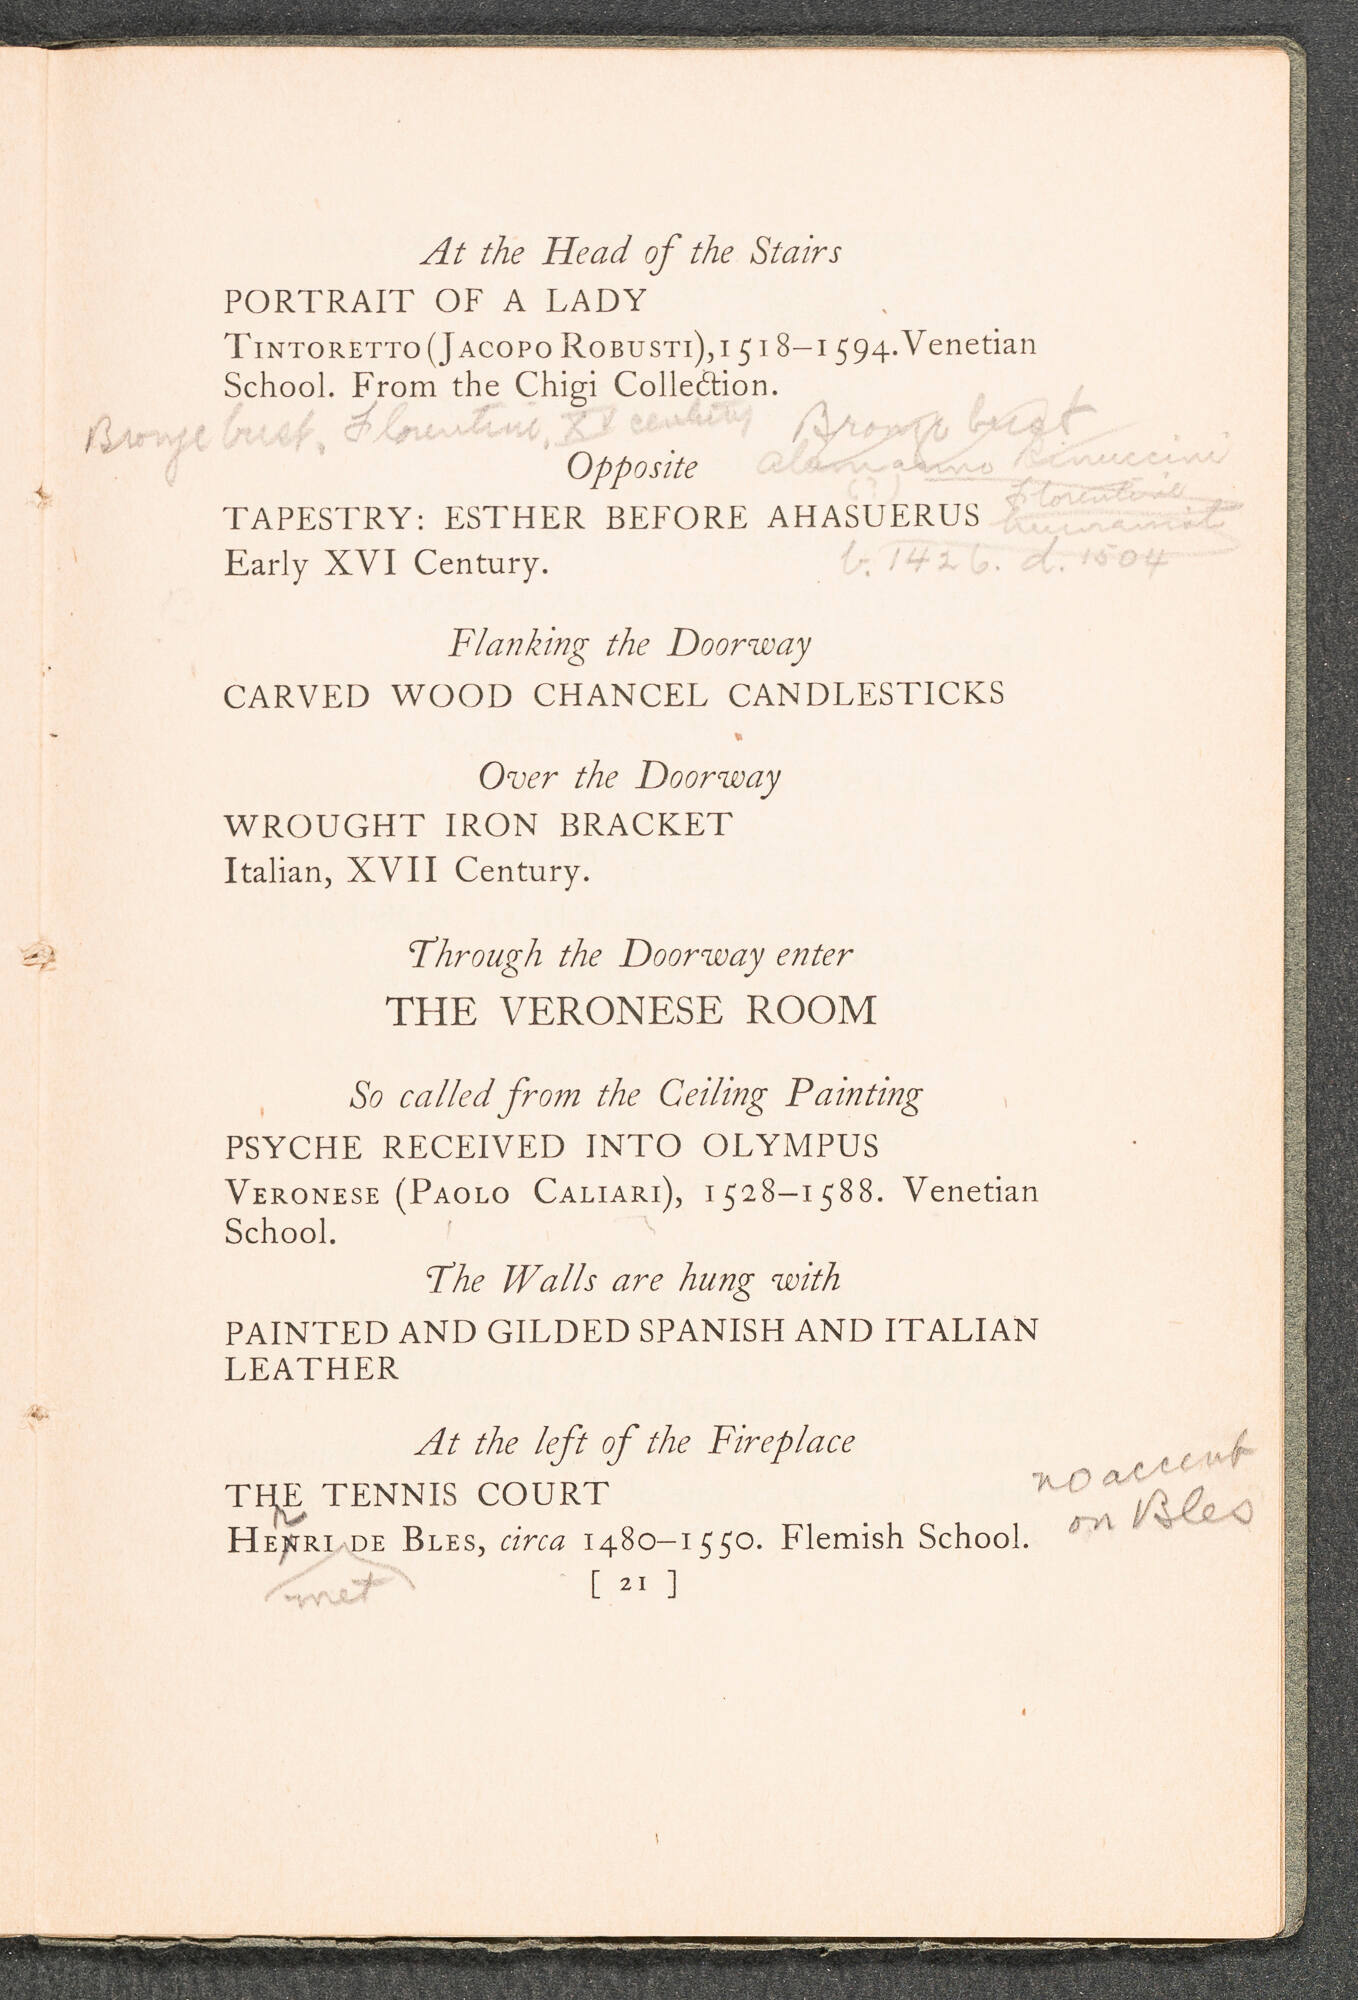 At the Head of the Stairs
PORTRAIT OF A LADY
TINTORETTO (JACOPO ROBUSTI), 1518–1594. Venetian
School. From the Chigi Collection.
Bronze bust. Florentine, XV century
Bronze bust
Alamanno Rinuccini
(?)
Florentine
humanist
b. 1426. d. 1504
Opposite
TAPESTRY: ESTHER BEFORE AHASUERUS
Early XVI Century.
Flanking the Doorway
CARVED WOOD CHANCEL CANDLESTICKS
Over the Doorway
WROUGHT IRON BRACKET
Italian, XVII Century.
Through the Doorway enter
THE VERONESE ROOM
So called from the Ceiling Painting
PSYCHE RECEIVED INTO OLYMPUS
VERONESE (PAOLO CALIARI), 1528–1588. Venetian
School.
The Walls are hung with
PAINTED AND GILDED SPANISH AND ITALIAN
LEATHER
At the left of the Fireplace
THE TENNIS COURT
HENRI DE BLES, circa 1480–1550. Flemish School.
r
met
no accent
on Bles
[ 21 ]